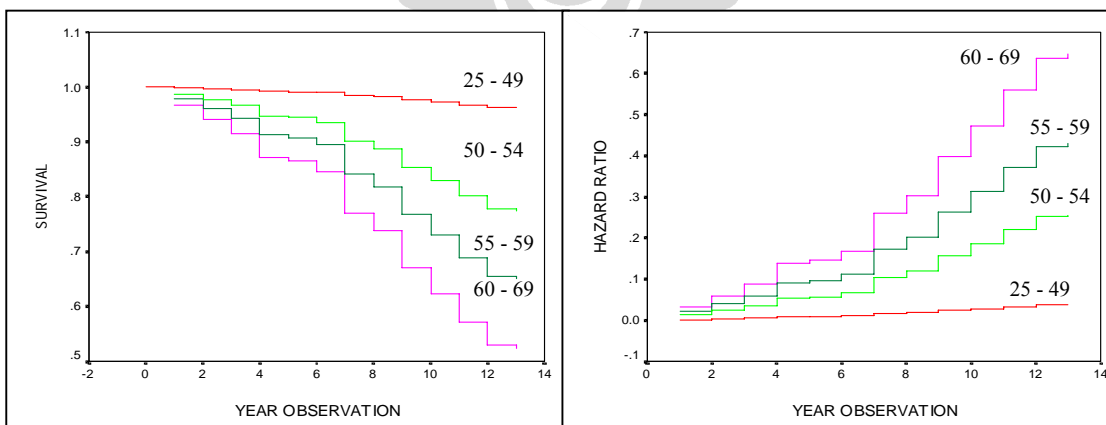 1.1
1.0
.9
.8
.7
.6
.5
SURVIVAL
25 - 49
50 - 54
55 - 59
60 - 69
-2 0 2 4 6 8 10 12 14
YEAR OBSERVATION
.7
.6
.5
.4
.3
.2
.1
0.0
-.1
HAZARD RATIO
60 - 69
55 - 59
50 - 54
25 - 49
0 2 4 6 8 10 12 14
YEAR OBSERVATION